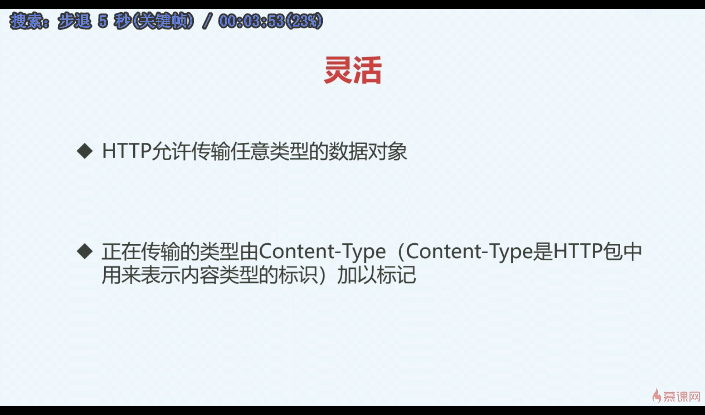 搜索: 步退 5 秒(关键帧) / 00:03:53(23%)
灵活
◆ HTTP允许传输任意类型的数据对象
◆ 正在传输的类型由Content-Type（Content-Type是HTTP包中
用来表示内容类型的标识）加以标记
慕课网